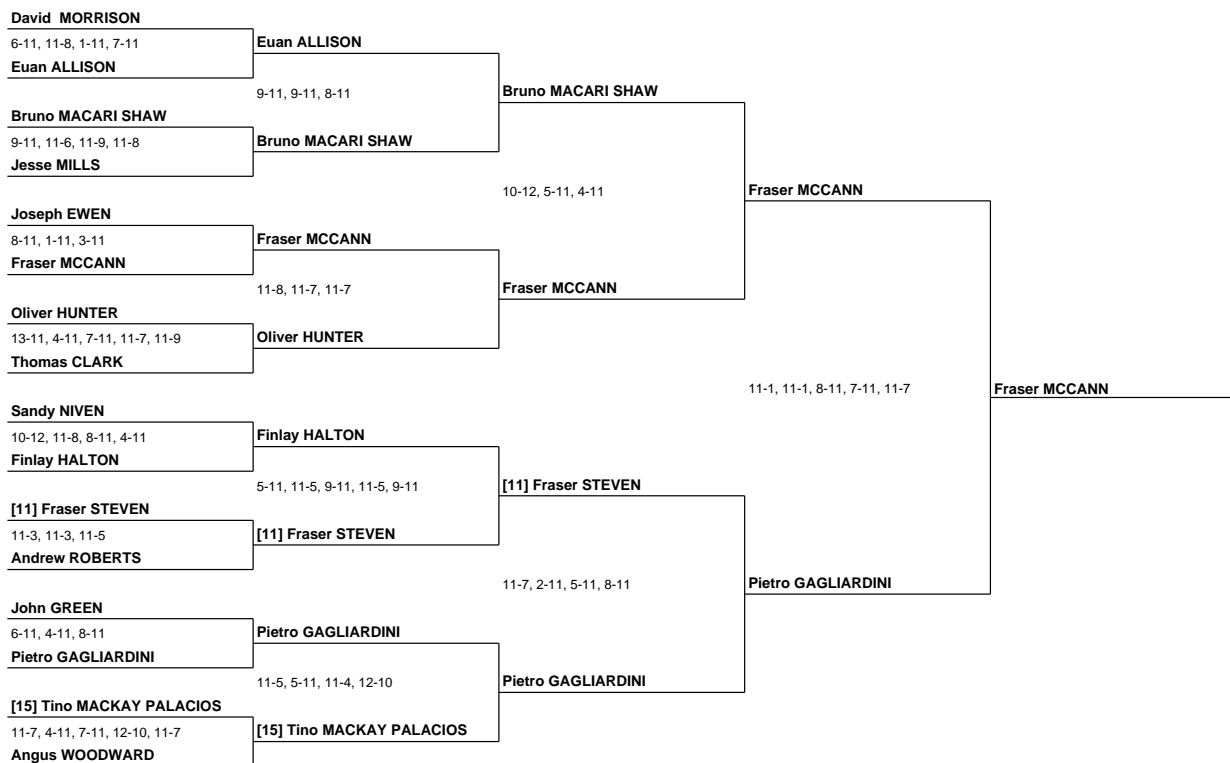 David  MORRISON
6-11, 11-8, 1-11, 7-11
Euan ALLISON
Euan ALLISON
9-11, 9-11, 8-11
Bruno MACARI SHAW
Bruno MACARI SHAW
9-11, 11-6, 11-9, 11-8
Bruno MACARI SHAW
Jesse MILLS
10-12, 5-11, 4-11
Fraser MCCANN
Joseph EWEN
8-11, 1-11, 3-11
Fraser MCCANN
Fraser MCCANN
11-8, 11-7, 11-7
Fraser MCCANN
Oliver HUNTER
13-11, 4-11, 7-11, 11-7, 11-9
Oliver HUNTER
Thomas CLARK
11-1, 11-1, 8-11, 7-11, 11-7
Fraser MCCANN
Sandy NIVEN
10-12, 11-8, 8-11, 4-11
Finlay HALTON
Finlay HALTON
5-11, 11-5, 9-11, 11-5, 9-11
[11] Fraser STEVEN
[11] Fraser STEVEN
11-3, 11-3, 11-5
[11] Fraser STEVEN
Andrew ROBERTS
11-7, 2-11, 5-11, 8-11
Pietro GAGLIARDINI
John GREEN
6-11, 4-11, 8-11
Pietro GAGLIARDINI
Pietro GAGLIARDINI
11-5, 5-11, 11-4, 12-10
Pietro GAGLIARDINI
[15] Tino MACKAY PALACIOS
11-7, 4-11, 7-11, 12-10, 11-7
[15] Tino MACKAY PALACIOS
Angus WOODWARD